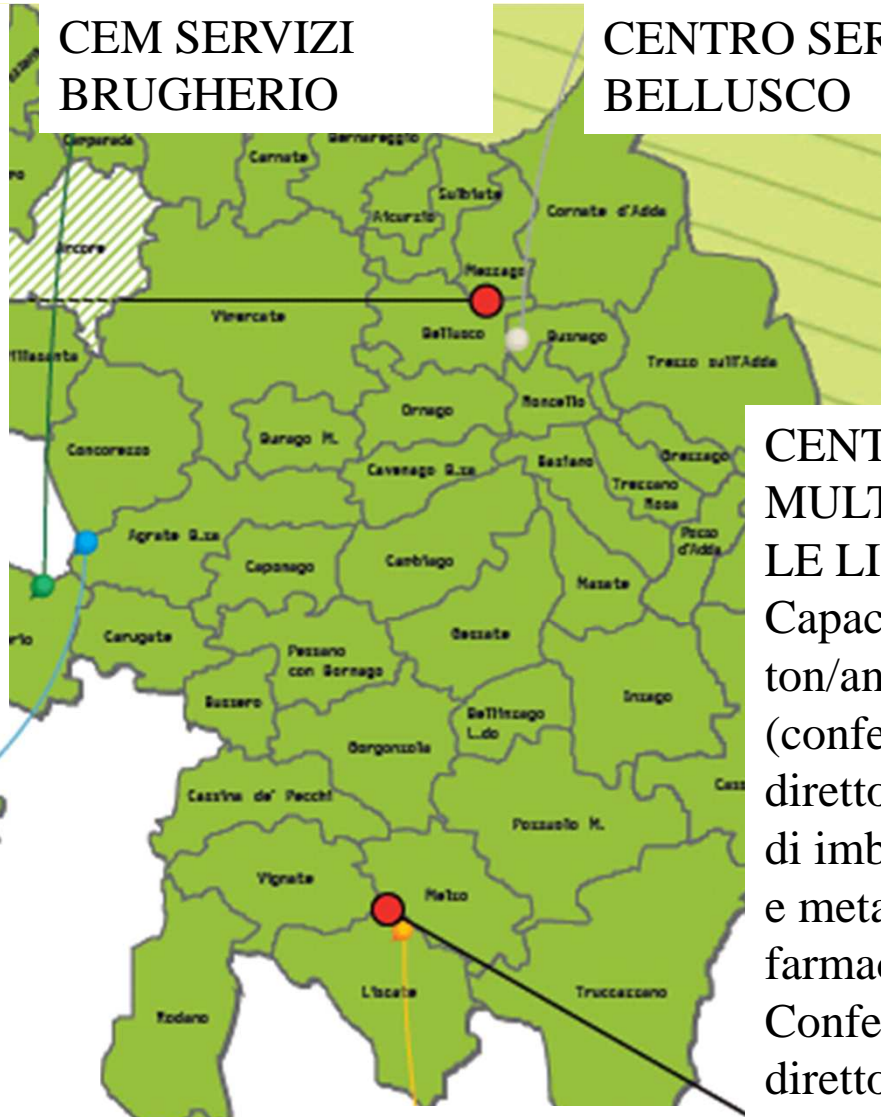 CEM SERVIZI
BRUGHERIO
CENTRO SER
BELLUSCO
Carnate
Bernareggio
Sulbiate
Aicurzio
Cornate d'Adda
Arcore
Mezzago
Vimercate
Bellusco
Busnago
Trezzo sull'Adda
Ornago
Roncello
Concorezzo
Burago M.
Cavenago B.za
Basiano
Grezzago
Trezzano
Rosa
Pozzo
d'Adda
Agrate B.za
Caponago
Cambiago
Masate
Carugate
Gessate
Pessano
con Bornago
Bussero
Bellinzago
L.do
Inzago
Gorgonzola
Cassina de' Pecchi
Pozzuolo M.
Vignate
Melzo
Liscate
Truccazzano
Rodano
CENT
MULT
LE LI
Capac
ton/an
(confe
diretto
di imb
e meta
farmac
Confe
diretto